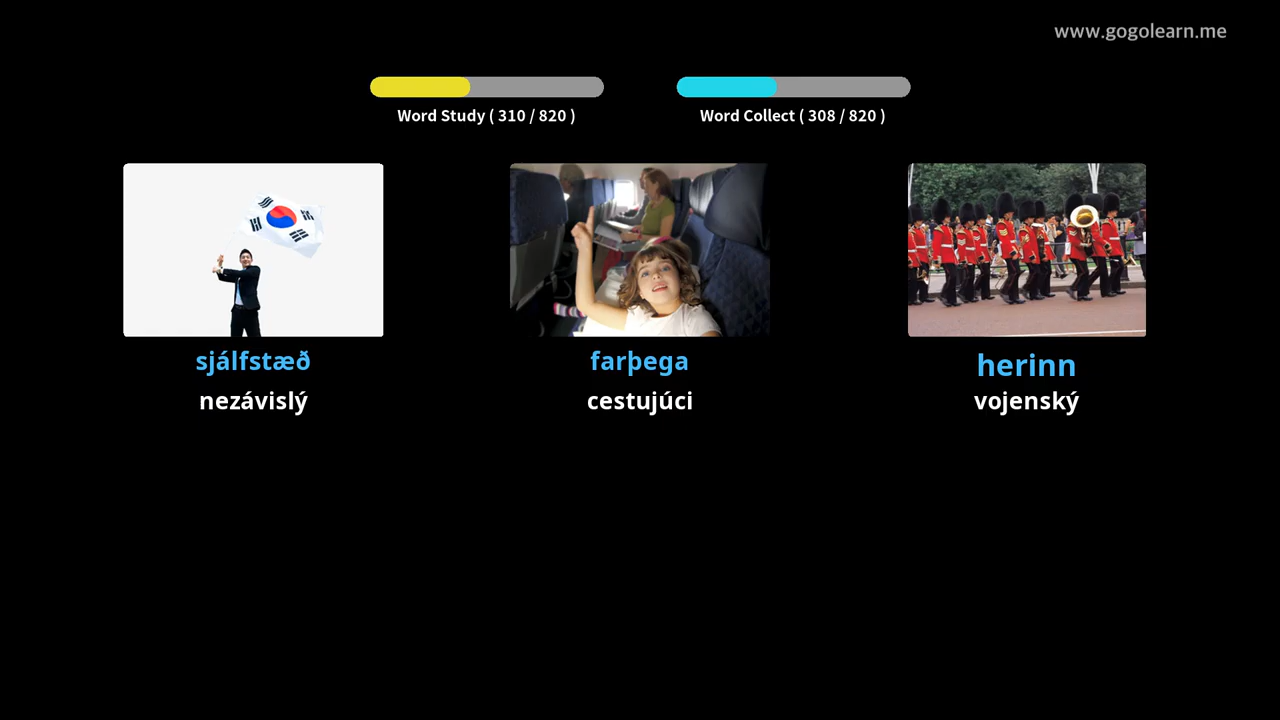 www.gogolearn.me
Word Study ( 310 / 820 )
Word Collect ( 308 / 820 )
sjálfstæð
farþega
herinn
nezávislý
cestujúci
vojenský